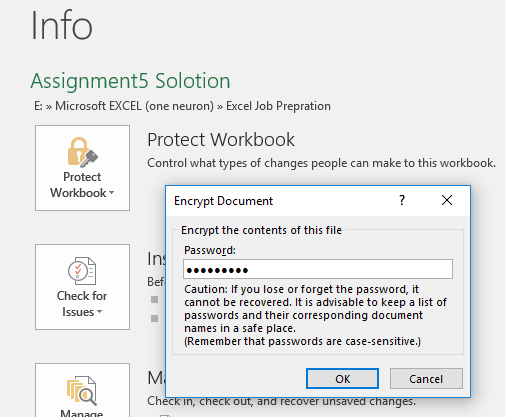 Info
Assignment5 Solotion
E: » Microsoft EXCEL (one neuron) » Excel Job Prepration
Protect
Workbook
Protect Workbook
Control what types of changes people can make to this workbook.
Encrypt Document
?
Encrypt the contents of this file
Password:
●●●●●●●●●
Caution: If you lose or forget the password, it
cannot be recovered. It is advisable to keep a list of
passwords and their corresponding document
names in a safe place.
(Remember that passwords are case-sensitive.)
OK
Cancel
Check for
Issues
Ins
Befo
Manage
Ma
Check in, check out, and recover unsaved changes.